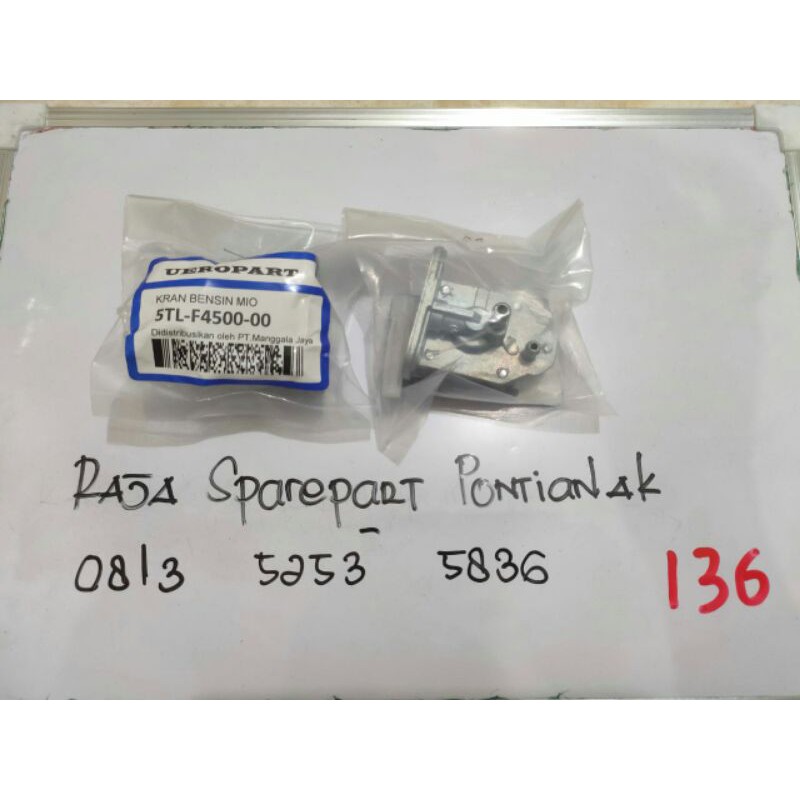 UEROPART
KRAN BENSIN MIO
5TL-F4500-00
Didistribusikan oleh PT.Manggala Jaya
RAJA SparepaRT PONTiaNAk
0813 5253 5836
136